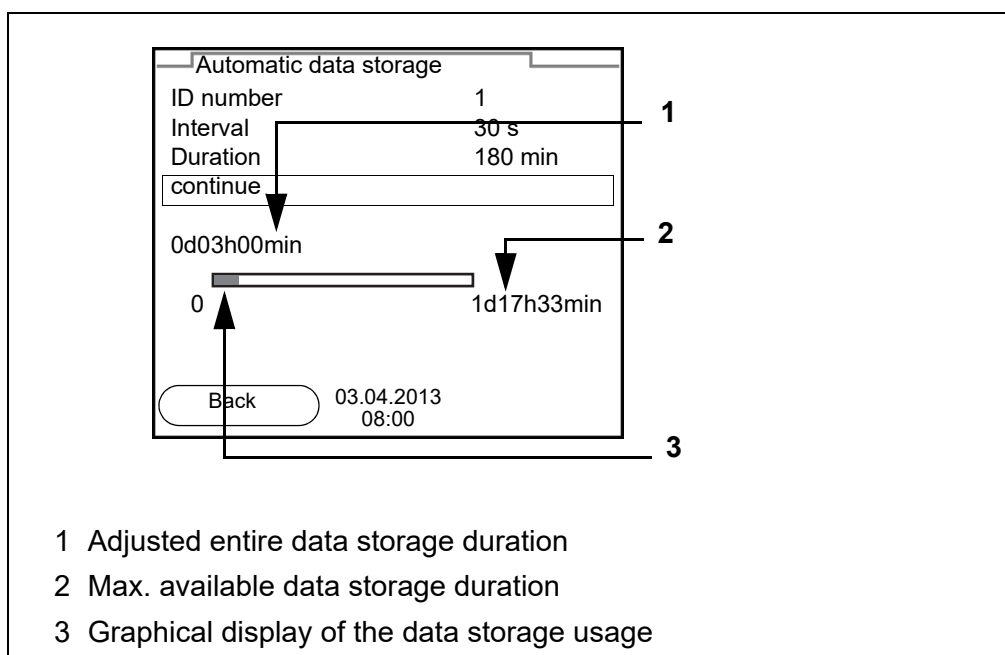 Automatic data storage
ID number 1
Interval 30 s
Duration 180 min
continue
0d03h00min
0 1d17h33min
Back 03.04.2013
08:00
1
2
3
1 Adjusted entire data storage duration
2 Max. available data storage duration
3 Graphical display of the data storage usage